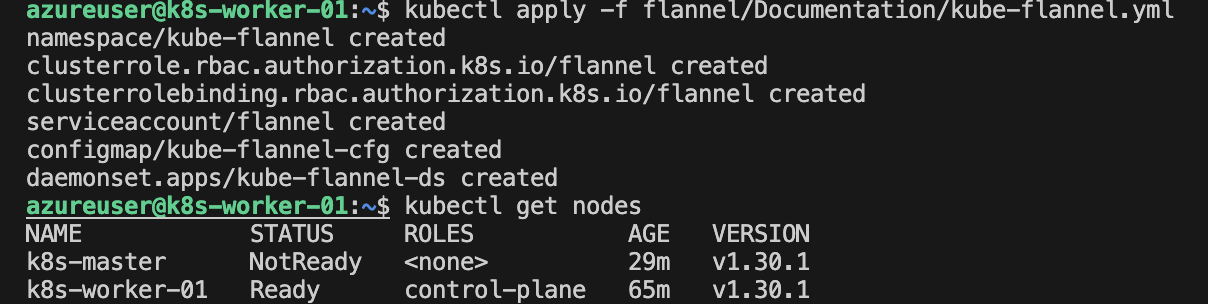 azureuser@k8s-worker-01:~$ kubectl apply -f flannel/Documentation/kube-flannel.yml
namespace/kube-flannel created
clusterrole.rbac.authorization.k8s.io/flannel created
clusterrolebinding.rbac.authorization.k8s.io/flannel created
serviceaccount/flannel created
configmap/kube-flannel-cfg created
daemonset.apps/kube-flannel-ds created
azureuser@k8s-worker-01:~$ kubectl get nodes
NAME            STATUS     ROLES           AGE   VERSION
k8s-master      NotReady   <none>          29m   v1.30.1
k8s-worker-01   Ready      control-plane   65m   v1.30.1